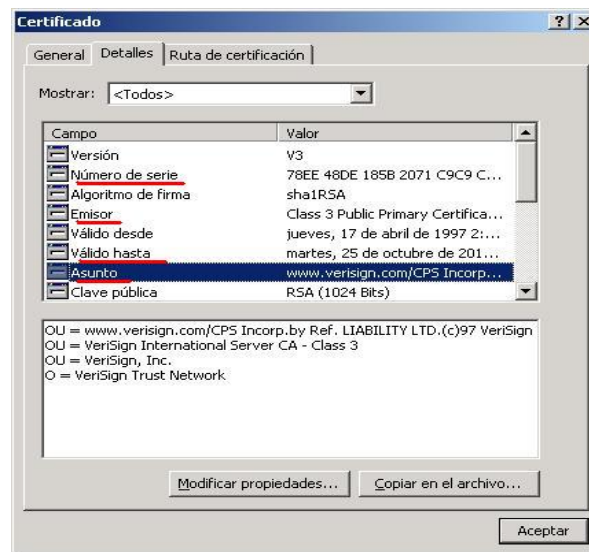 Certificado
General Detalles Ruta de certificación
Mostrar: <Todos>
Campo Valor
Versión V3
Número de serie 78EE 48DE 185B 2071 C9C9 C...
Algoritmo de firma sha1RSA
Emisor Class 3 Public Primary Certifica...
Válido desde jueves, 17 de abril de 1997 2:...
Válido hasta martes, 25 de octubre de 201...
Asunto www.verisign.com/CPS Incorp...
Clave pública RSA (1024 Bits)
OU = www.verisign.com/CPS Incorp.by Ref. LIABILITY LTD.(c)97 VeriSign
OU = VeriSign International Server CA - Class 3
OU = VeriSign, Inc.
O = VeriSign Trust Network
Modificar propiedades... Copiar en el archivo...
Aceptar